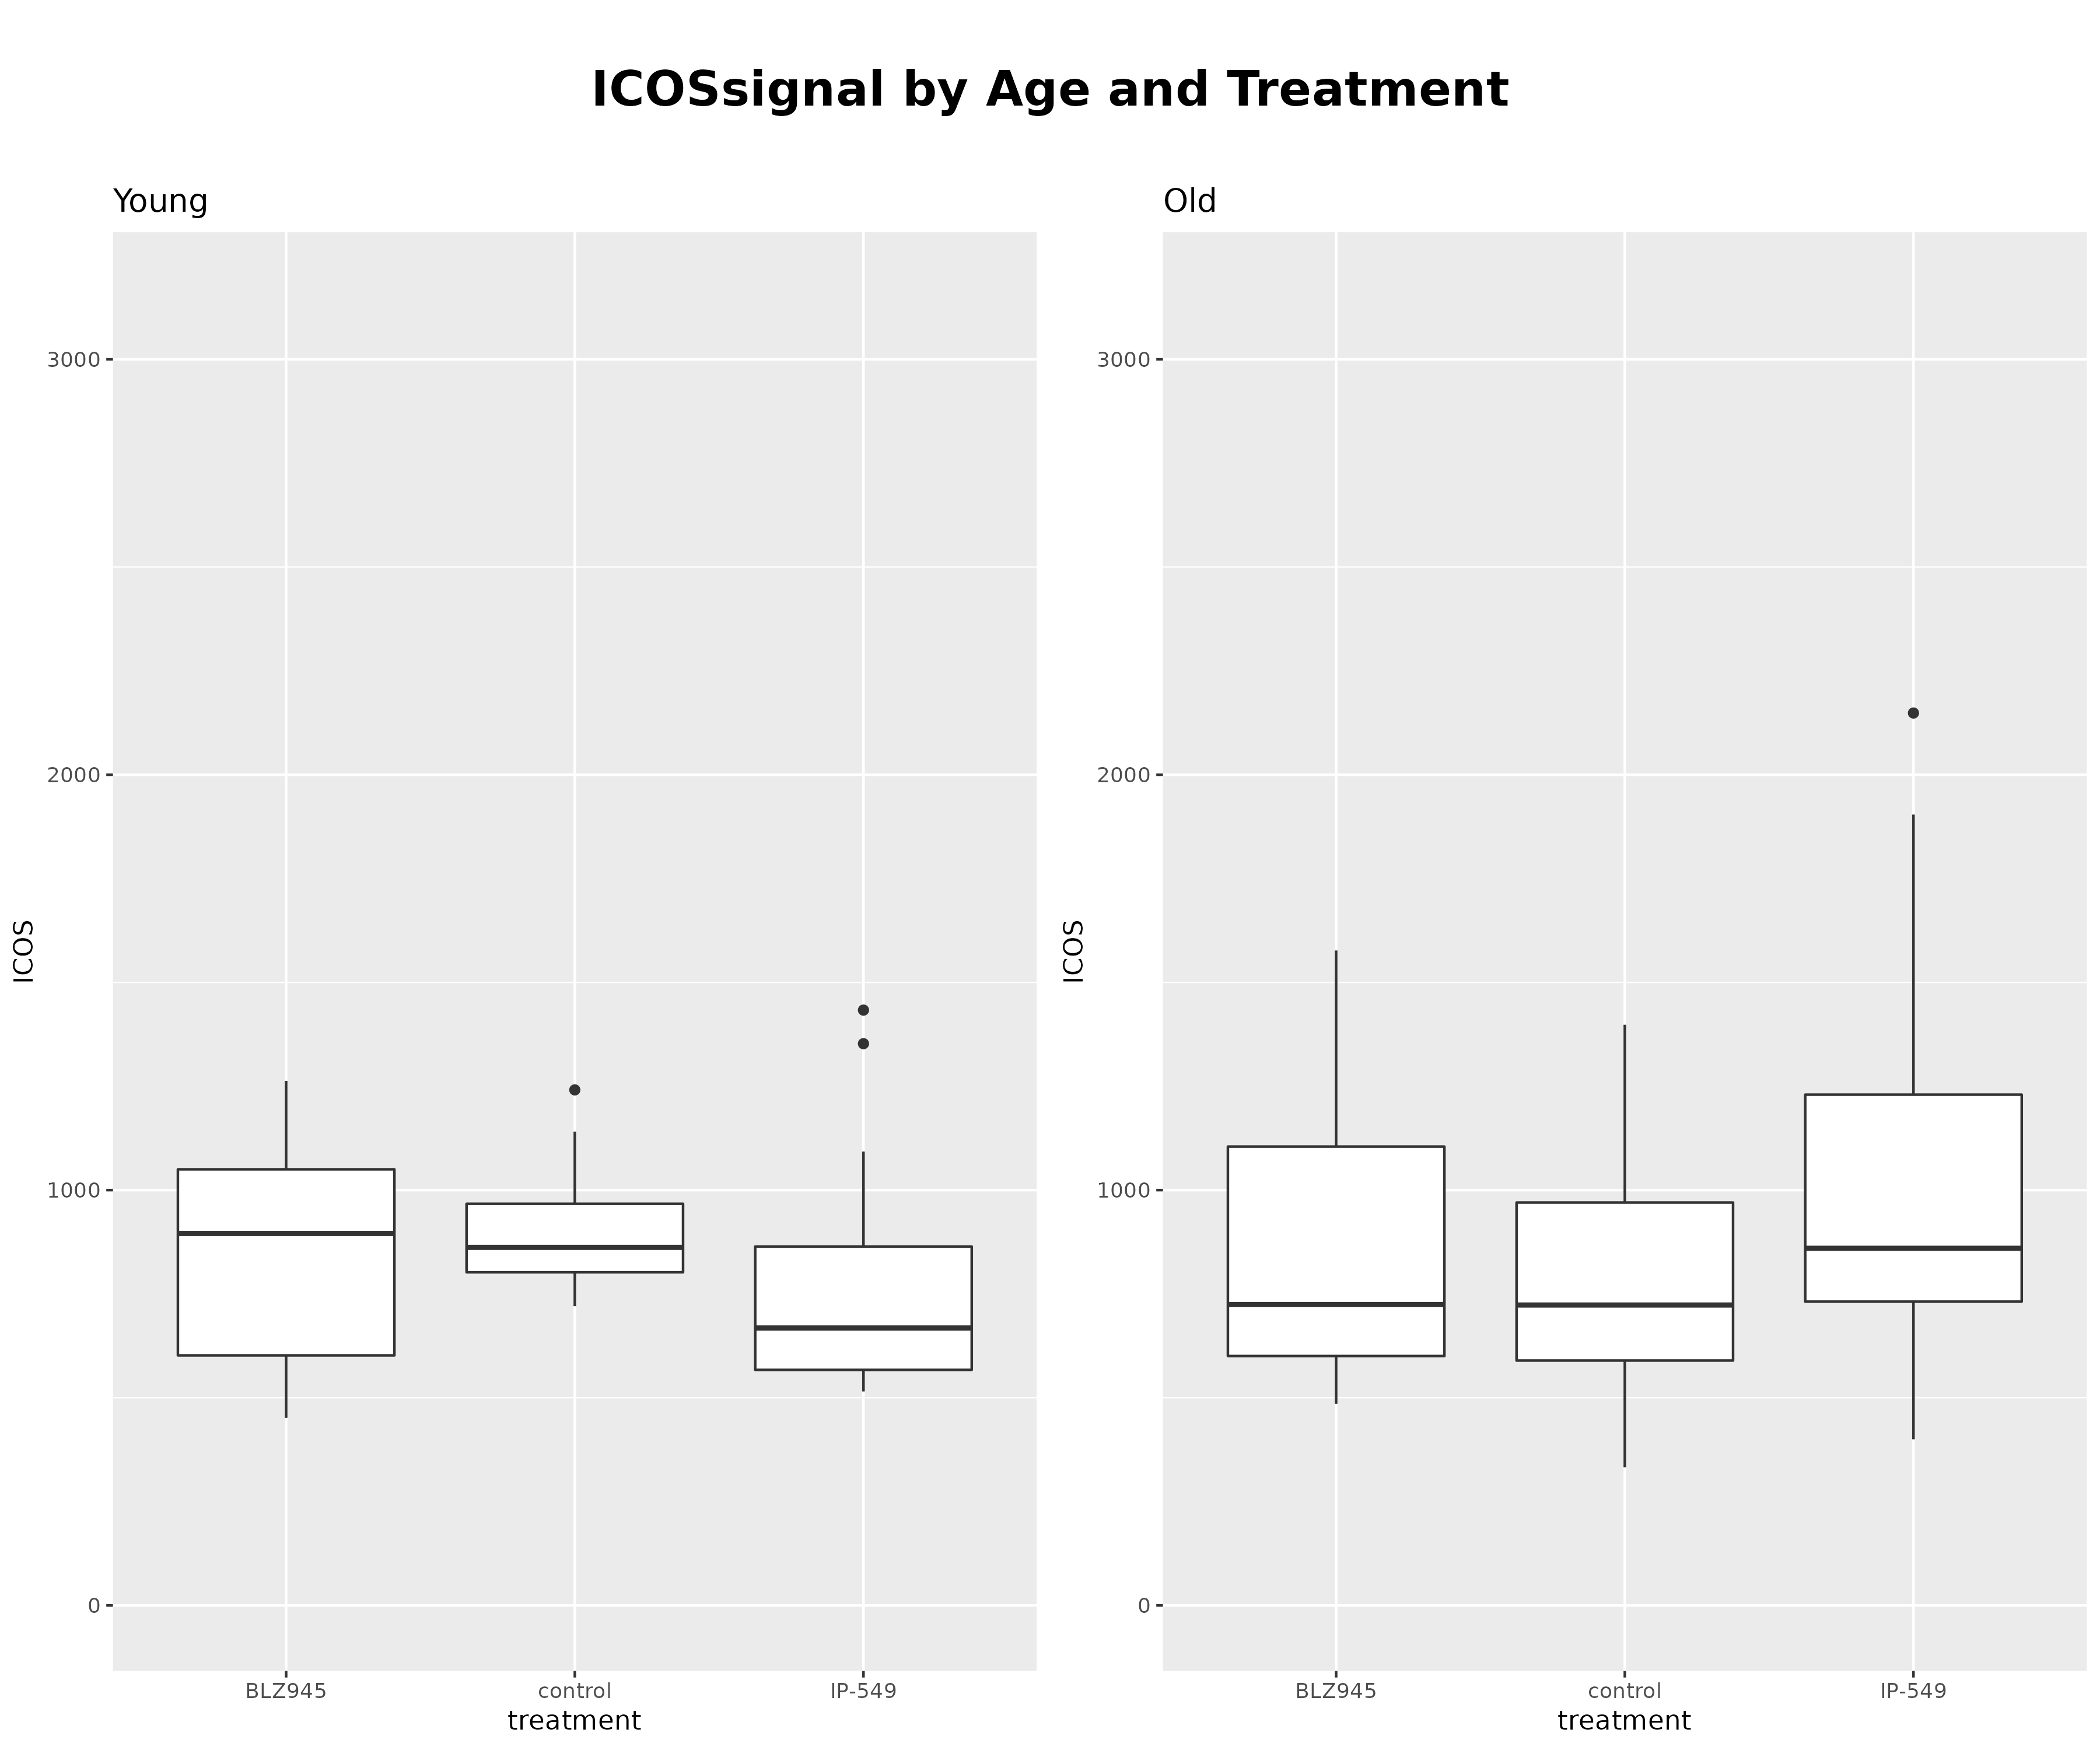 ICOSsignal by Age and Treatment
Young
3000
2000
1000
0
ICOS
BLZ945 control IP-549
treatment
Old
3000
2000
1000
0
ICOS
BLZ945 control IP-549
treatment